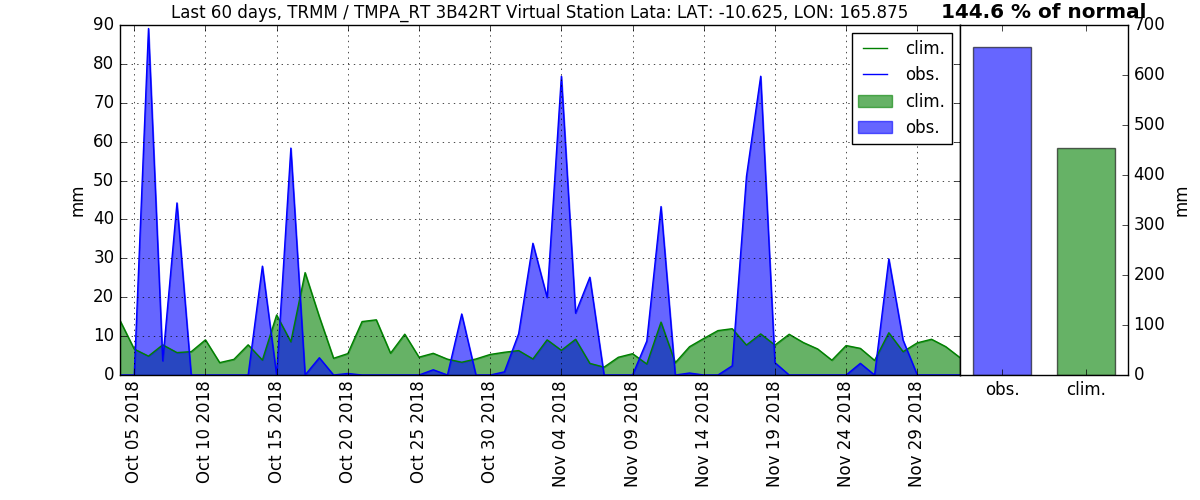 Last 60 days, TRMM / TMPA_RT 3B42RT Virtual Station Lata: LAT: -10.625, LON: 165.875
144.6 % of normal
90
80
70
60
50
40
30
20
10
0
mm
clim.
obs.
clim.
obs.
Oct 05 2018
Oct 10 2018
Oct 15 2018
Oct 20 2018
Oct 25 2018
Oct 30 2018
Nov 04 2018
Nov 09 2018
Nov 14 2018
Nov 19 2018
Nov 24 2018
Nov 29 2018
700
600
500
400
300
200
100
0
mm
obs.
clim.